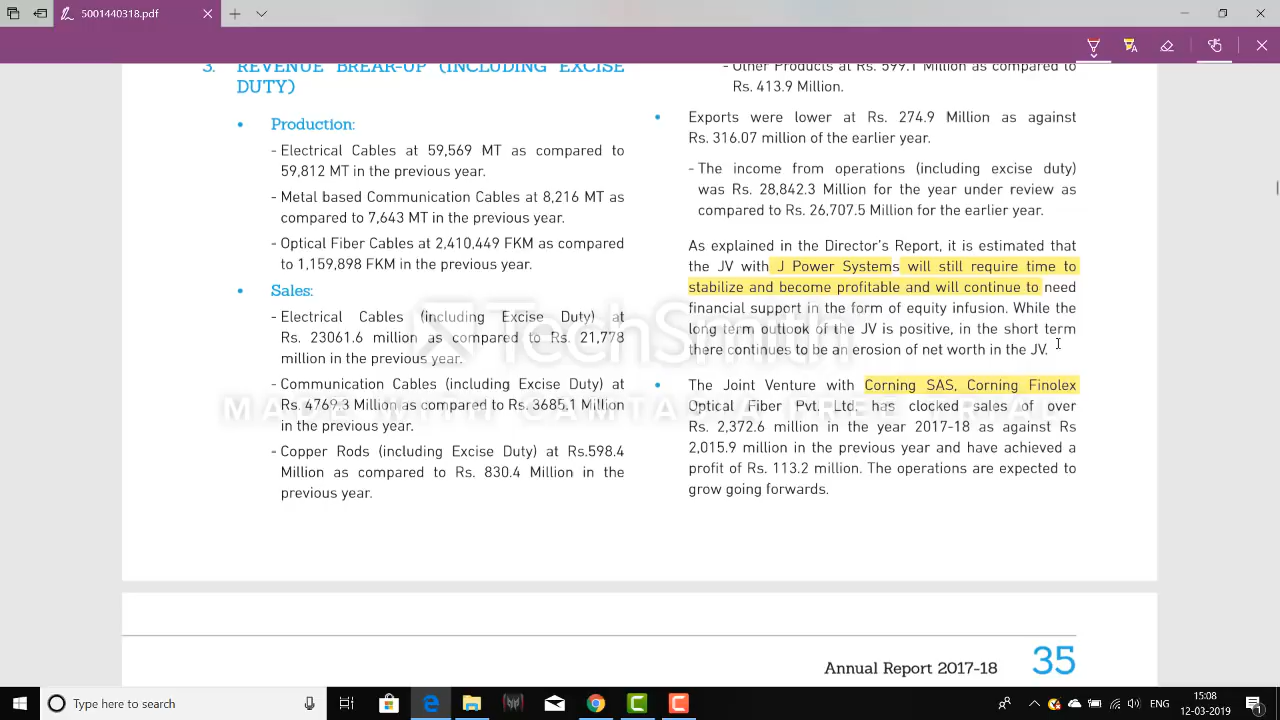 5001440318.pdf
3. REVENUE BREAK-UP (INCLUDING EXCISE
DUTY)
• Production:
- Electrical Cables at 59,569 MT as compared to
59,812 MT in the previous year.
- Metal based Communication Cables at 8,216 MT as
compared to 7,643 MT in the previous year.
- Optical Fiber Cables at 2,410,449 FKM as compared
to 1,159,898 FKM in the previous year.
• Sales:
- Electrical Cables (including Excise Duty) at
Rs. 23061.6 million as compared to Rs. 21,778
million in the previous year.
- Communication Cables (including Excise Duty) at
Rs. 4769.3 Million as compared to Rs. 3685.1 Million
in the previous year.
- Copper Rods (including Excise Duty) at Rs.598.4
Million as compared to Rs. 830.4 Million in the
previous year.
- Other Products at Rs. 599.1 Million as compared to
Rs. 413.9 Million.
• Exports were lower at Rs. 274.9 Million as against
Rs. 316.07 million of the earlier year.
- The income from operations (including excise duty)
was Rs. 28,842.3 Million for the year under review as
compared to Rs. 26,707.5 Million for the earlier year.
As explained in the Director's Report, it is estimated that
the JV with J Power Systems will still require time to
stabilize and become profitable and will continue to need
financial support in the form of equity infusion. While the
long term outlook of the JV is positive, in the short term
there continues to be an erosion of net worth in the JV.
• The Joint Venture with Corning SAS, Corning Finolex
Optical Fiber Pvt. Ltd. has clocked sales of over
Rs. 2,372.6 million in the year 2017-18 as against Rs
2,015.9 million in the previous year and have achieved a
profit of Rs. 113.2 million. The operations are expected to
grow going forwards.
TechSmith
MADE WITH CAMTASIA FREE TRIAL
Annual Report 2017-18 35
Type here to search
ENG
15:08
12-03-2019